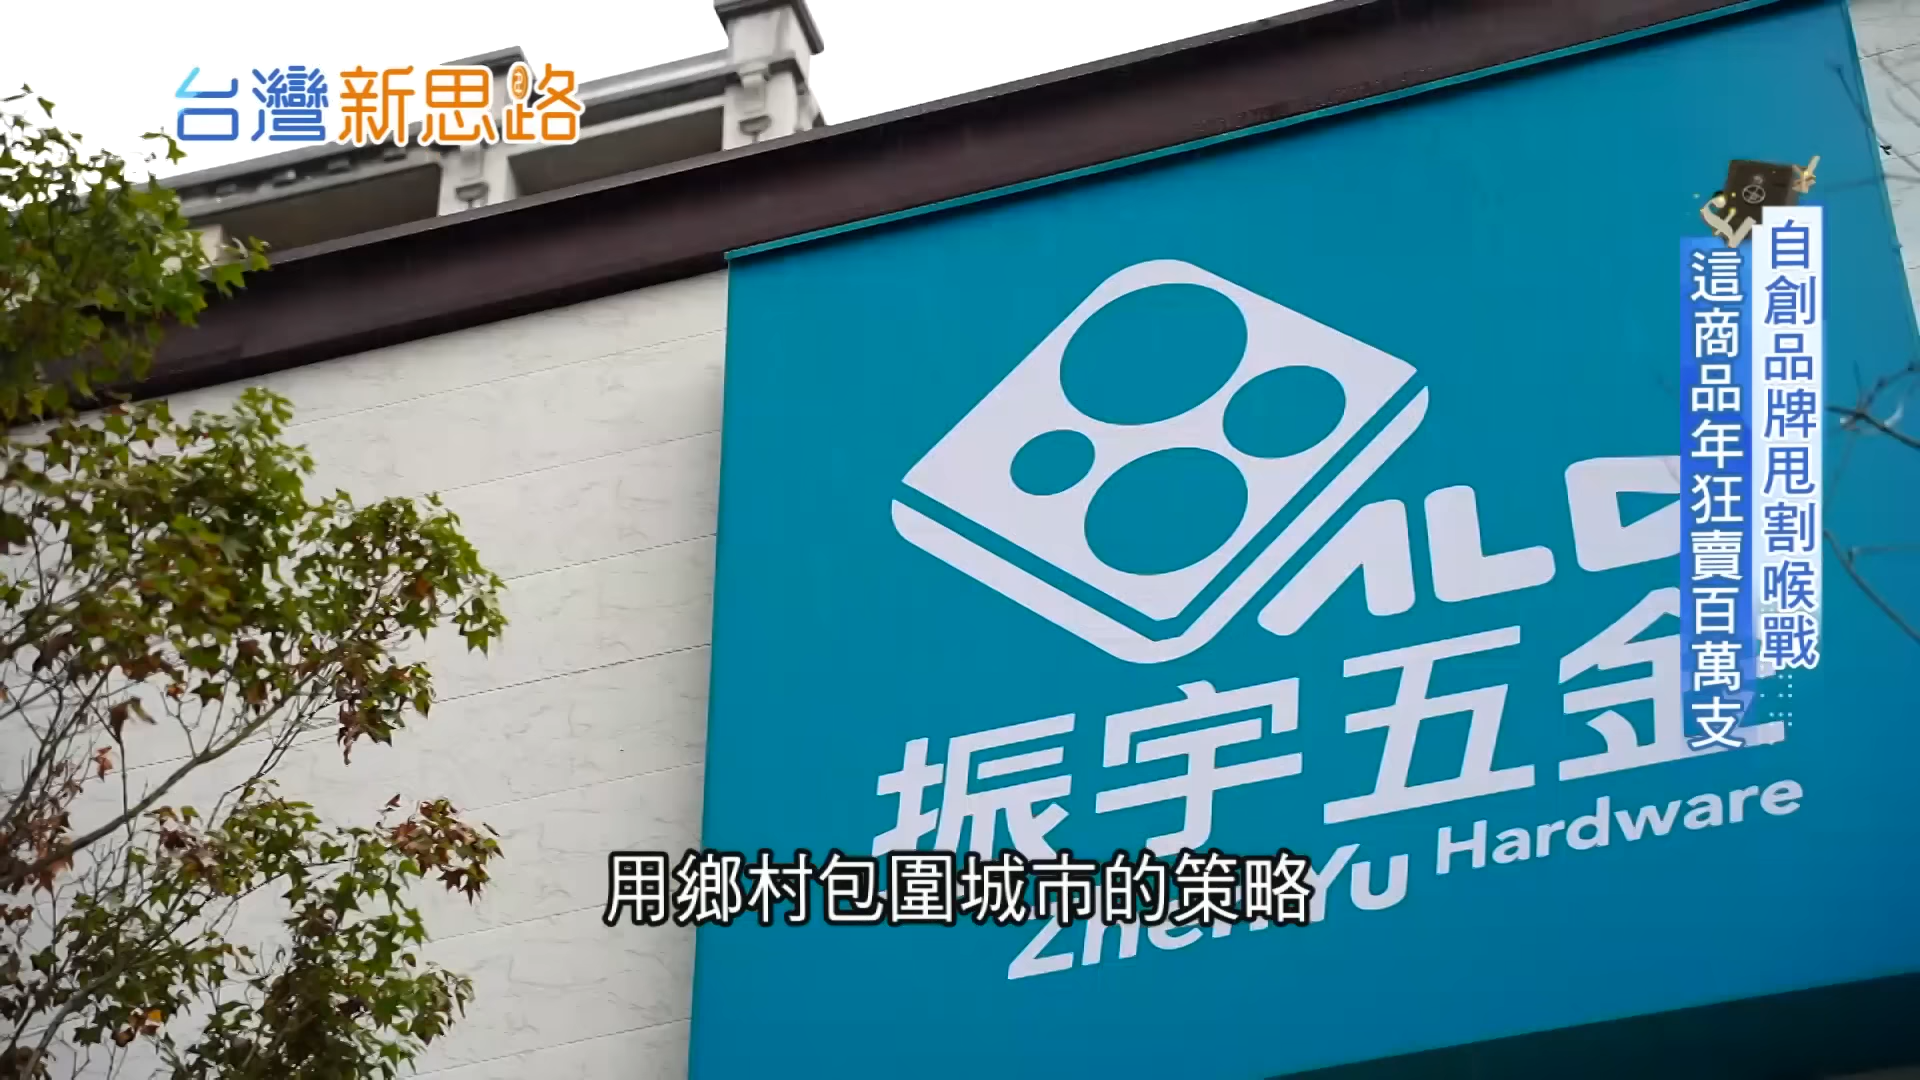 台灣新思路
自創品牌甩割喉戰
這商品年狂賣百萬支
振宇五金
ZhenYu Hardware
用鄉村包圍城市的策略